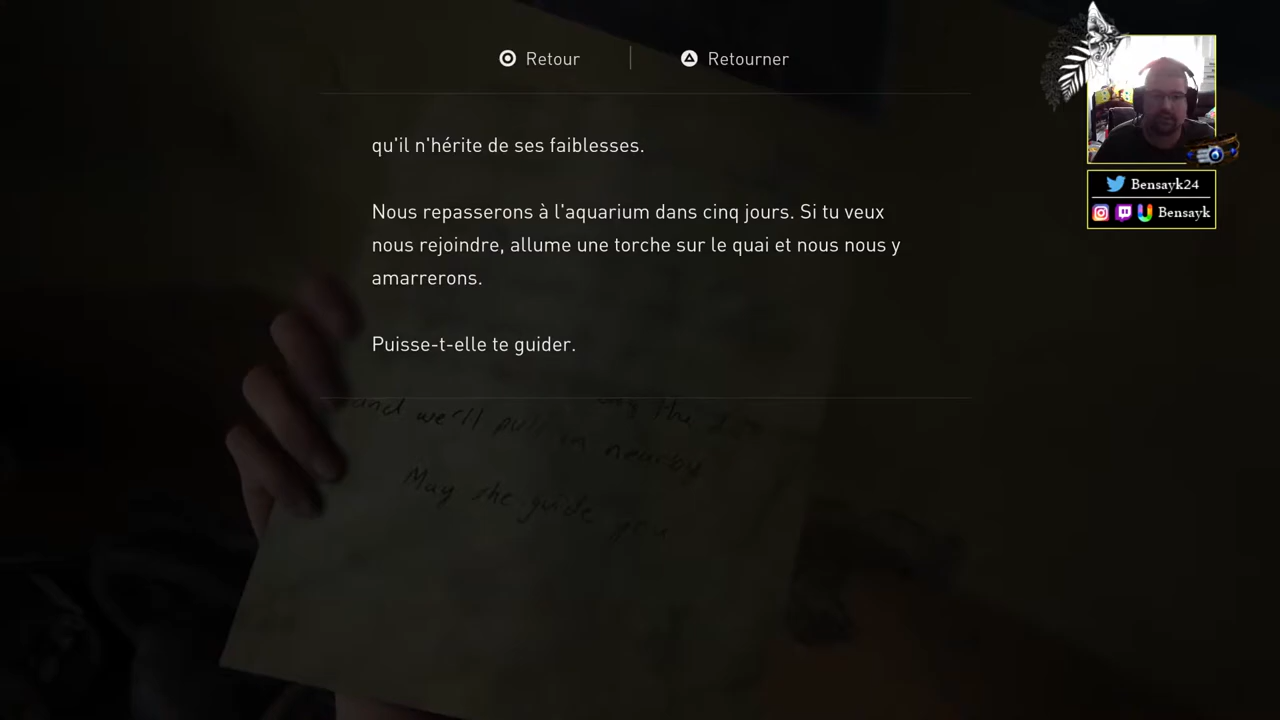 Retour
Retourner
qu'il n'hérite de ses faiblesses.
Nous repasserons à l'aquarium dans cinq jours. Si tu veux
nous rejoindre, allume une torche sur le quai et nous nous y
amarrerons.
Puisse-t-elle te guider.
and we'll pull in nearby
May she guide you
Bensayk24
Bensayk